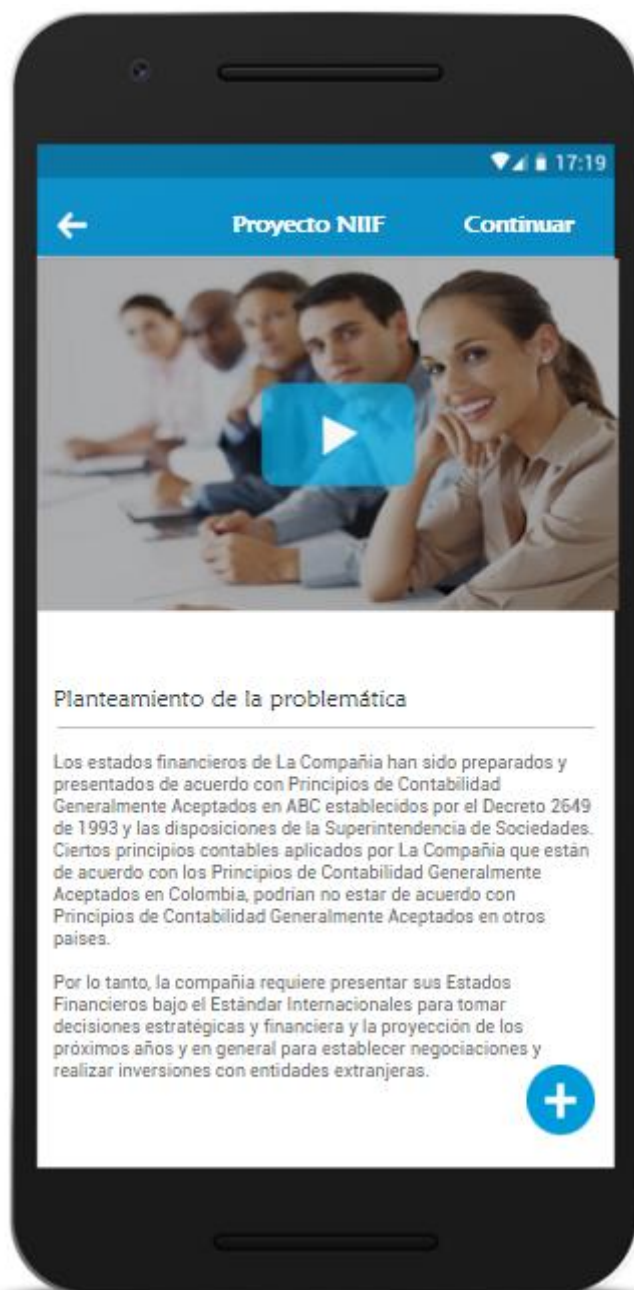 17:19
Proyecto NIIF Continuar
Planteamiento de la problemática
Los estados financieros de La Compañia han sido preparados y
presentados de acuerdo con Principios de Contabilidad
Generalmente Aceptados en ABC establecidos por el Decreto 2649
de 1993 y las disposiciones de la Superintendencia de Sociedades.
Ciertos principios contables aplicados por La Compañia que están
de acuerdo con los Principios de Contabilidad Generalmente
Aceptados en Colombia, podrían no estar de acuerdo con
Principios de Contabilidad Generalmente Aceptados en otros
países.
Por lo tanto, la compañia requiere presentar sus Estados
Financieros bajo el Estándar Internacionales para tomar
decisiones estratégicas y financiera y la proyección de los
próximos años y en general para establecer negociaciones y
realizar inversiones con entidades extranjeras.